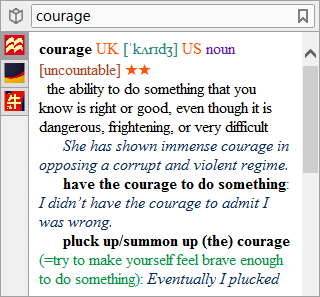 courage
courage UK [ˈkʌrɪdʒ] US noun
[uncountable] ★★
the ability to do something that you
know is right or good, even though it is
dangerous, frightening, or very difficult
She has shown immense courage in
opposing a corrupt and violent regime.
have the courage to do something:
I didn’t have the courage to admit I
was wrong.
pluck up/summon up (the) courage
(=try to make yourself feel brave enough
to do something): Eventually I plucked